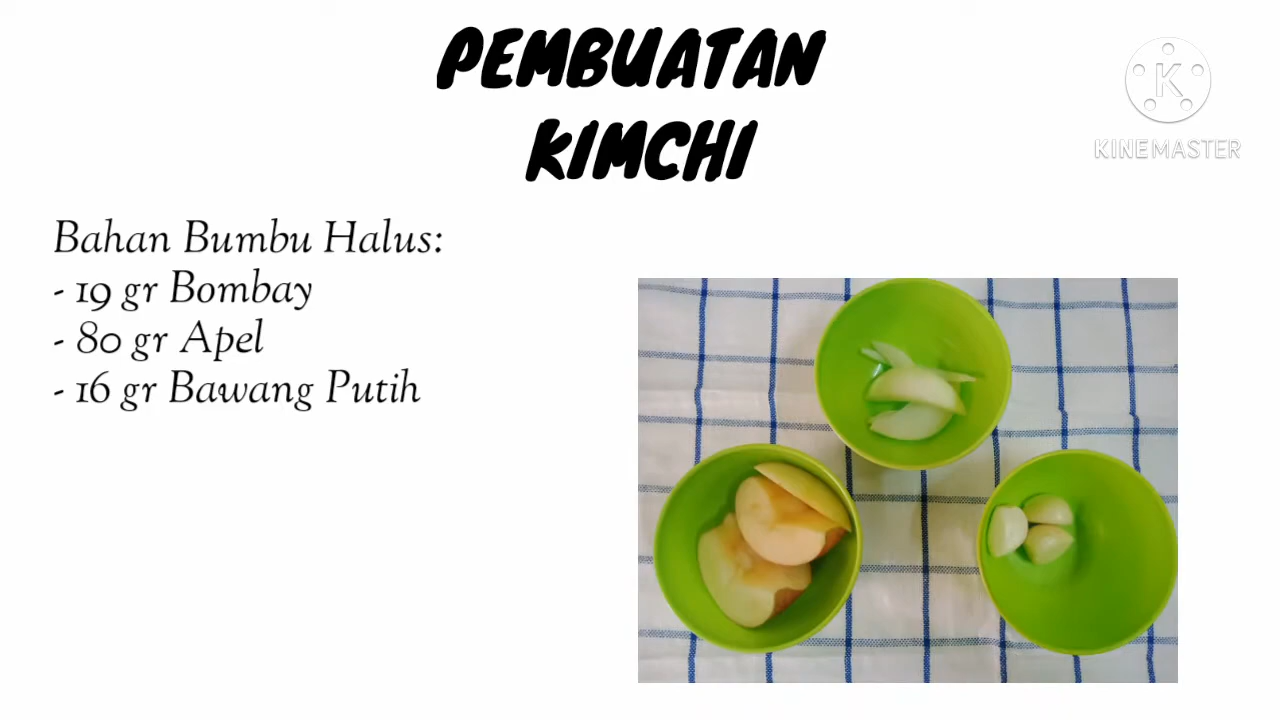 PEMBUATAN
KIMCHI
K
KINEMASTER
Bahan Bumbu Halus:
- 19 gr Bombay
- 80 gr Apel
- 16 gr Bawang Putih